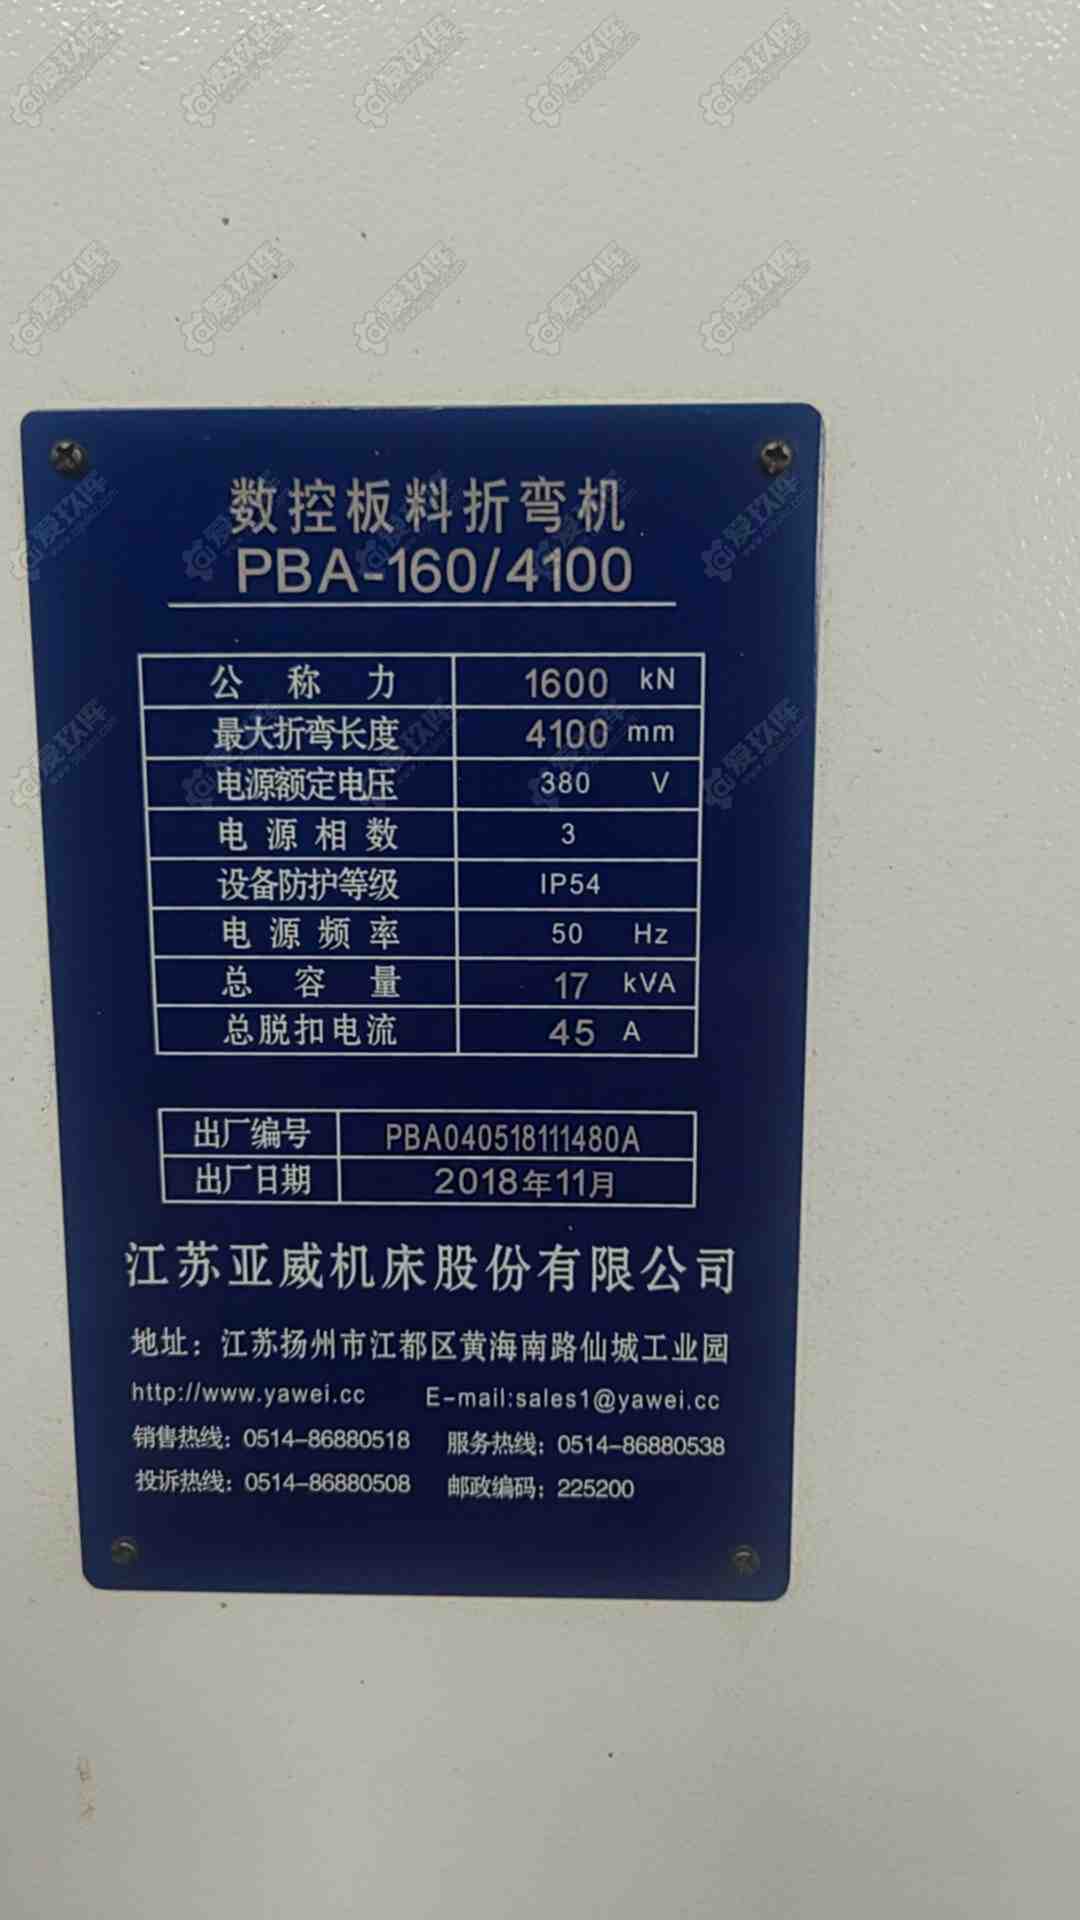 数控板料折弯机
PBA-160/4100
公称力 1600 kN
最大折弯长度 4100 mm
电源额定电压 380 V
电源相数 3
设备防护等级 IP54
电源频率 50 Hz
总容量 17 kVA
总脱扣电流 45 A
出厂编号 PBA040518111480A
出厂日期 2018年11月
江苏亚威机床股份有限公司
地址：江苏扬州市江都区黄海南路仙城工业园
http://www.yawei.cc E-mail:sales1@yawei.cc
销售热线：0514-86880518 服务热线：0514-86880538
投诉热线：0514-86880508 邮政编码：225200
爱玖库